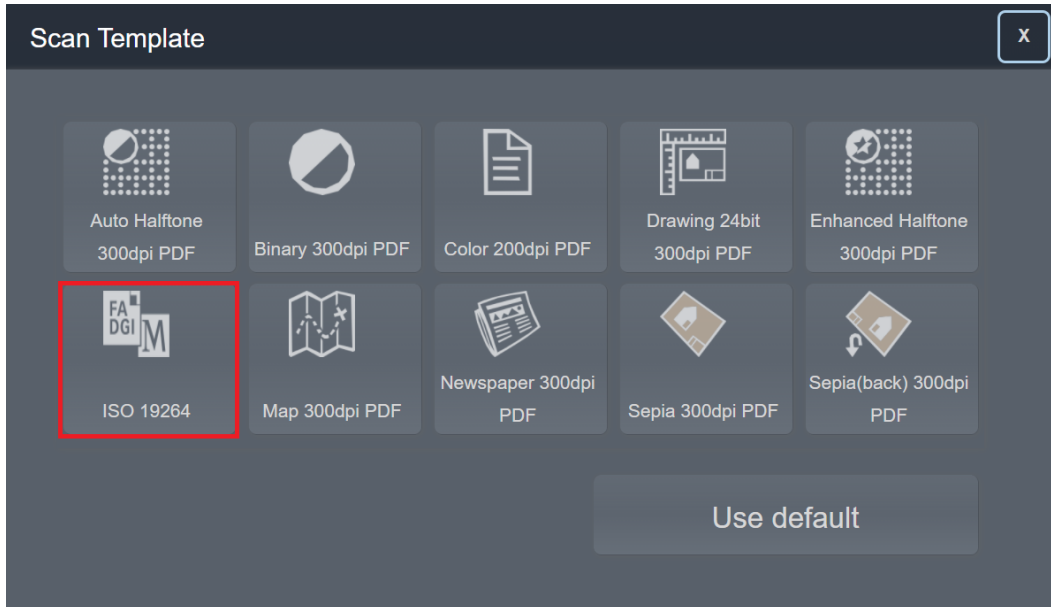 Scan Template
X
Auto Halftone
300dpi PDF
Binary 300dpi PDF
Color 200dpi PDF
Drawing 24bit
300dpi PDF
Enhanced Halftone
300dpi PDF
FA
DGI
M
ISO 19264
Map 300dpi PDF
Newspaper 300dpi
PDF
Sepia 300dpi PDF
Sepia(back) 300dpi
PDF
Use default